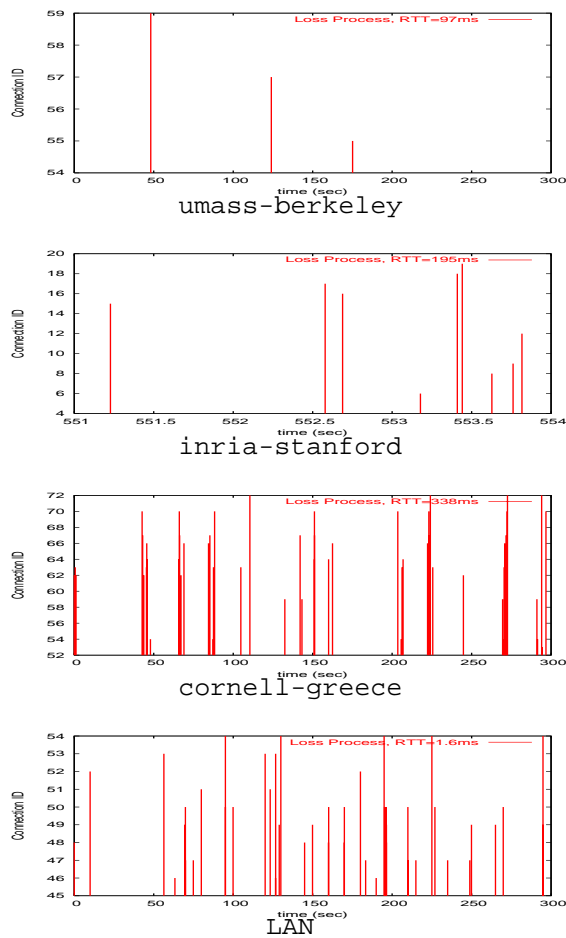 59
58
57
56
55
54
Connection ID
Loss Process, RTT=97ms
0 50 100 150 200 250 300
time (sec)
umass-berkeley
20
18
16
14
12
10
8
6
4
Connection ID
Loss Process, RTT=195ms
551 551.5 552 552.5 553 553.5 554
time (sec)
inria-stanford
72
70
68
66
64
62
60
58
56
54
52
Connection ID
Loss Process, RTT=338ms
0 50 100 150 200 250 300
time (sec)
cornell-greece
54
53
52
51
50
49
48
47
46
45
Connection ID
Loss Process, RTT=1.6ms
0 50 100 150 200 250 300
time (sec)
LAN